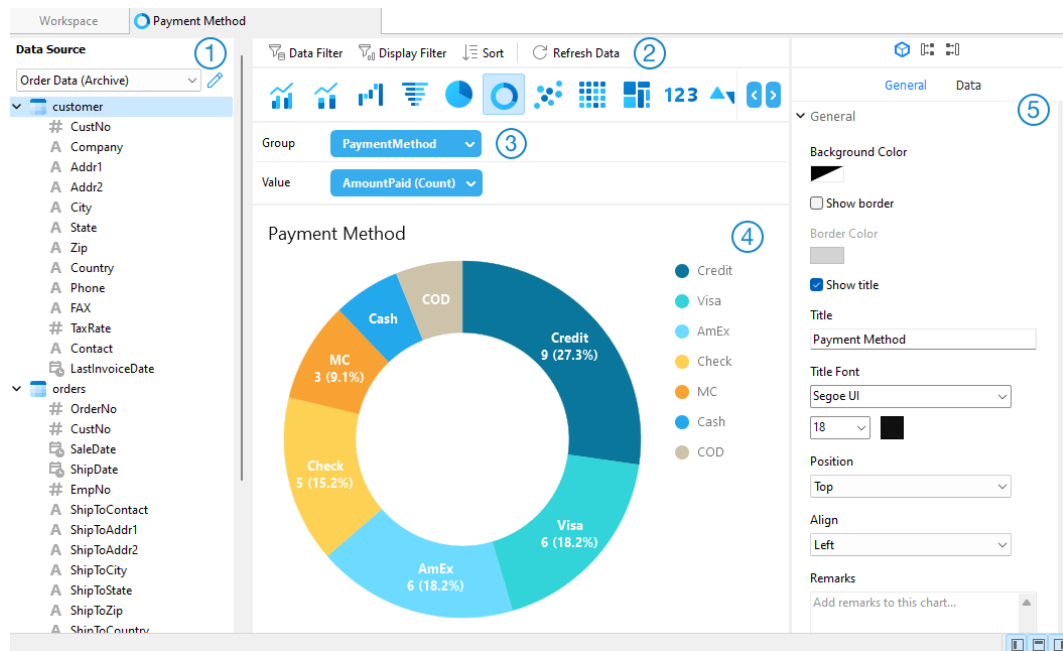 Workspace
Payment Method
Data Source
1
Order Data (Archive)
customer
# CustNo
A Company
A Addr1
A Addr2
A City
A State
A Zip
A Country
A Phone
A FAX
# TaxRate
A Contact
LastInvoiceDate
orders
# OrderNo
# CustNo
SaleDate
ShipDate
# EmpNo
A ShipToContact
A ShipToAddr1
A ShipToAddr2
A ShipToCity
A ShipToState
A ShipToZip
A ShipToCountry
Data Filter Display Filter Sort Refresh Data 2
123
Group PaymentMethod 3
Value AmountPaid (Count)
Payment Method
4
COD
Cash
Credit
9 (27.3%)
MC
3 (9.1%)
Check
5 (15.2%)
Visa
6 (18.2%)
AmEx
6 (18.2%)
Credit
Visa
AmEx
Check
MC
Cash
COD
General Data
5
General
Background Color
Show border
Border Color
Show title
Title
Payment Method
Title Font
Segoe UI
18
Position
Top
Align
Left
Remarks
Add remarks to this chart...